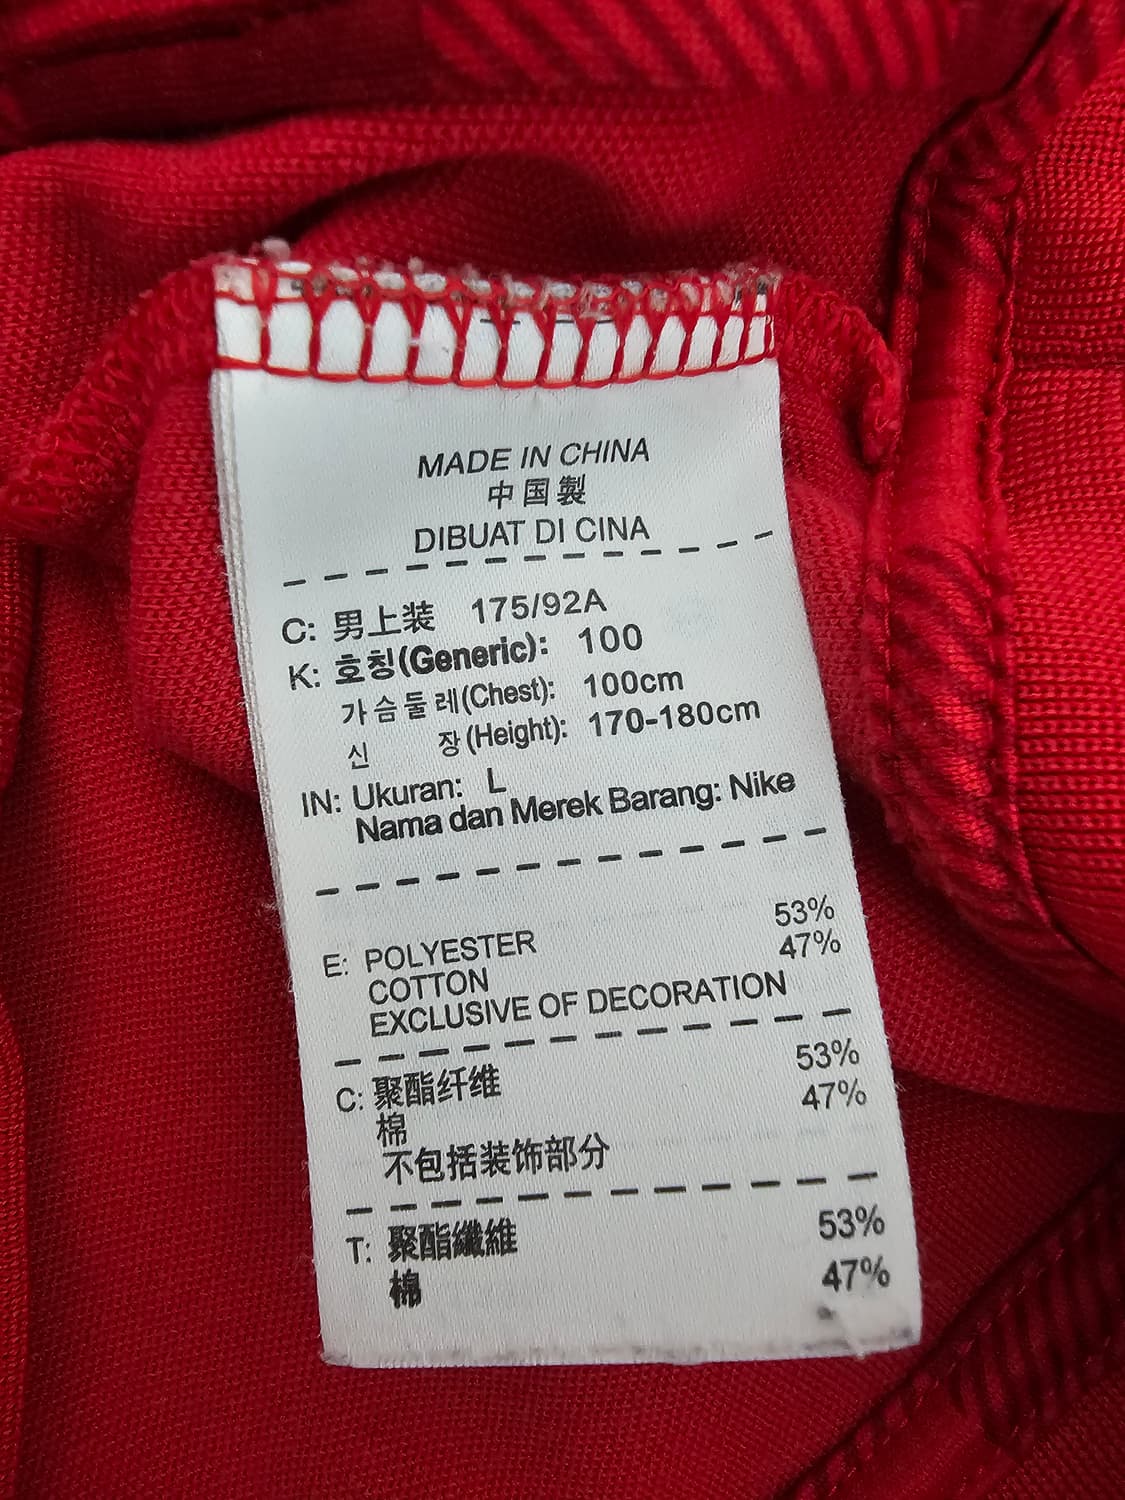 MADE IN CHINA
中国製
DIBUAT DI CINA
C: 男上装 175/92A
K: 호칭(Generic): 100
가슴둘레(Chest): 100cm
신 장(Height): 170-180cm
IN: Ukuran: L
Nama dan Merek Barang: Nike
E: POLYESTER 53%
COTTON 47%
EXCLUSIVE OF DECORATION
C: 聚酯纤维 53%
棉 47%
不包括装饰部分
T: 聚酯纖維 53%
棉 47%